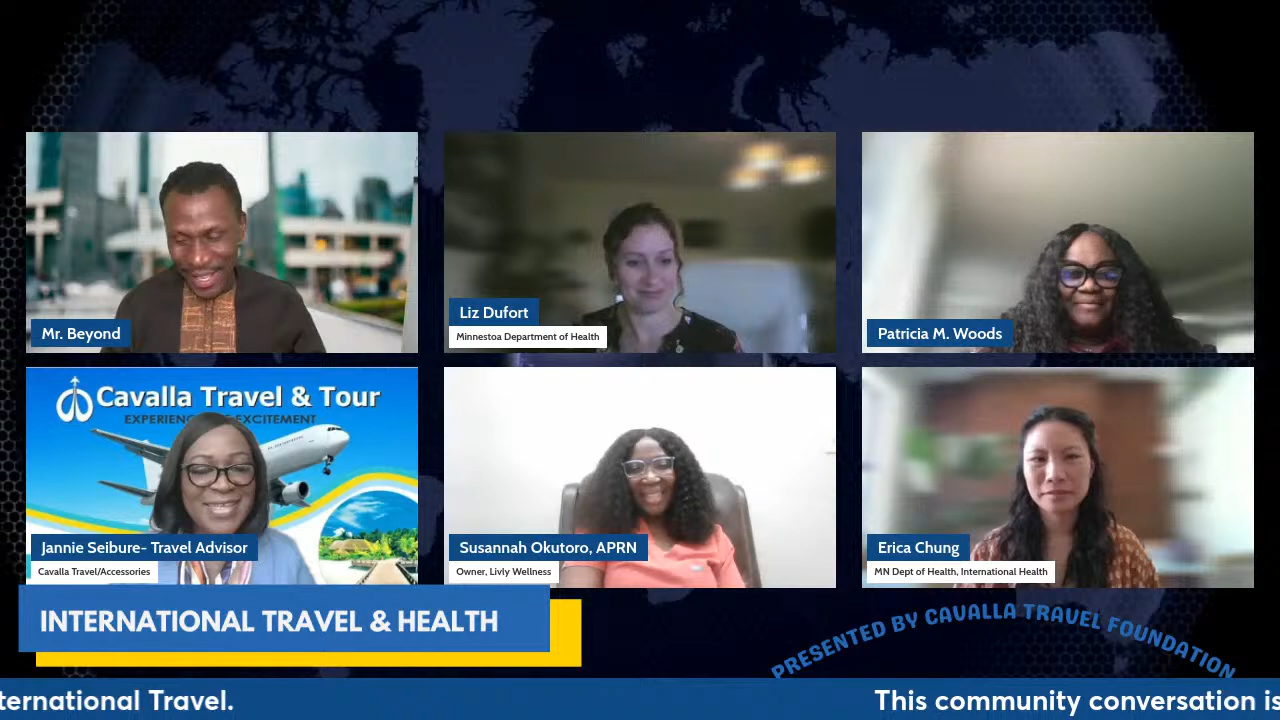 Mr. Beyond
Liz Dufort
Minnestoa Department of Health
Patricia M. Woods
Cavalla Travel & Tour
EXCITEMENT
Jannie Seibure- Travel Advisor
Cavalla Travel/Accessories
Susannah Okutoro, APRN
Owner, Livly Wellness
Erica Chung
MN Dept of Health, International Health
INTERNATIONAL TRAVEL & HEALTH
PRESENTED BY CAVALLA TRAVEL FOUNDATION
ternational Travel.
This community conversation is